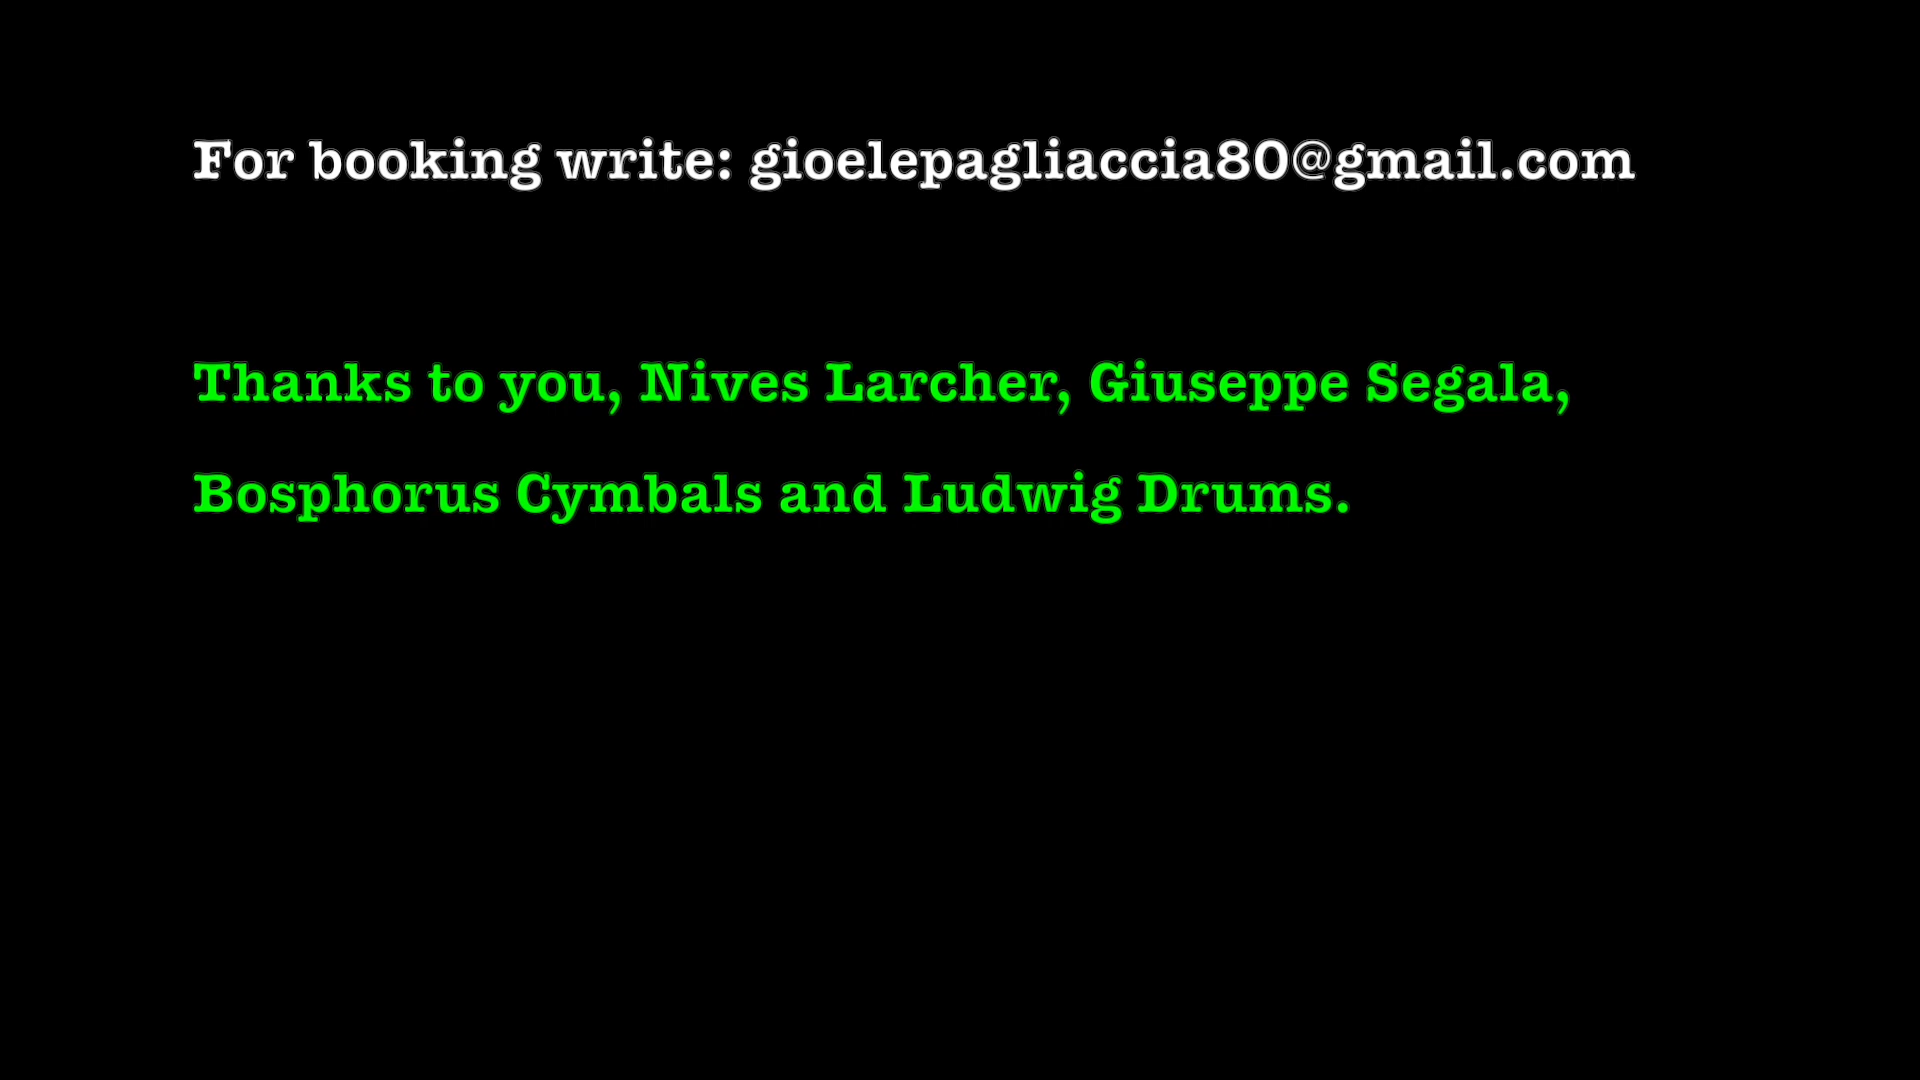 For booking write: gioelepagliaccia80@gmail.com
Thanks to you, Nives Larcher, Giuseppe Segala,
Bosphorus Cymbals and Ludwig Drums.